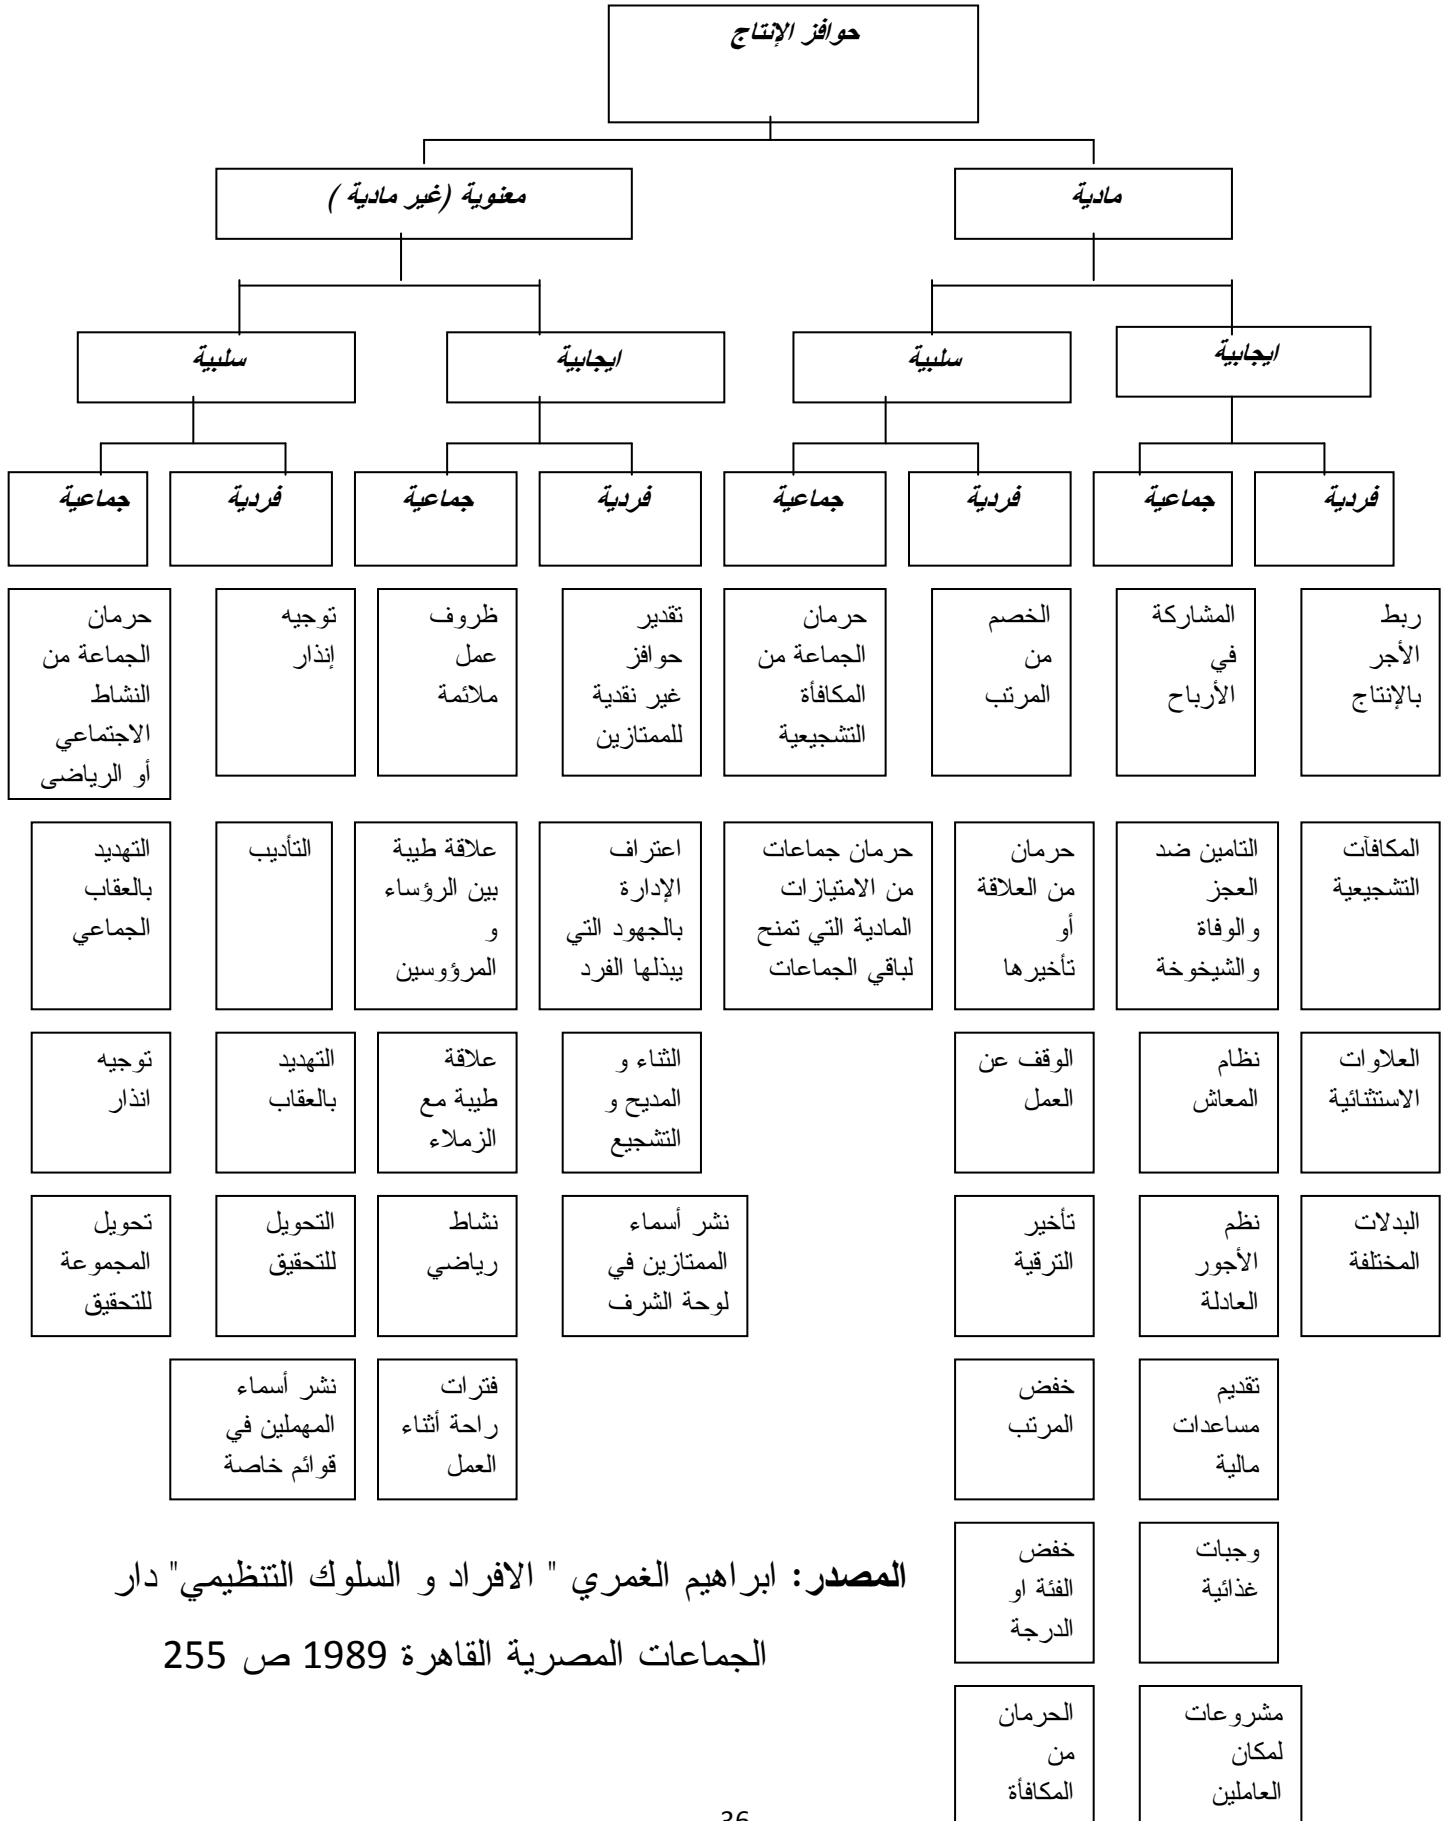 حوافز الإنتاج
مادية
معنوية (غير مادية )
ايجابية
سلبية
ايجابية
سلبية
فردية
جماعية
فردية
جماعية
فردية
جماعية
فردية
جماعية
ربط
الأجر
بالإنتاج
المشاركة
في
الأرباح
الخصم
من
المرتب
حرمان
الجماعة من
المكافأة
التشجيعية
تقدير
حوافز
غير نقدية
للممتازين
ظروف
عمل
ملائمة
توجيه
إنذار
حرمان
الجماعة من
النشاط
الاجتماعي
أو الرياضى
المكافآت
التشجيعية
التامين ضد
العجز
والوفاة
والشيخوخة
حرمان
من العلاقة
أو
تأخيرها
حرمان جماعات
من الامتيازات
المادية التي تمنح
لباقي الجماعات
اعتراف
الإدارة
بالجهود التي
يبذلها الفرد
علاقة طيبة
بين الرؤساء
و
المرؤوسين
التأديب
التهديد
بالعقاب
الجماعي
العلاوات
الاستثنائية
نظام
المعاش
الوقف عن
العمل
الثناء و
المديح و
التشجيع
علاقة
طيبة مع
الزملاء
التهديد
بالعقاب
توجيه
انذار
البدلات
المختلفة
نظم
الأجور
العادلة
تأخير
الترقية
نشر أسماء
الممتازين في
لوحة الشرف
نشاط
رياضي
التحويل
للتحقيق
تحويل
المجموعة
للتحقيق
تقديم
مساعدات
مالية
خفض
المرتب
فترات
راحة أثناء
العمل
نشر أسماء
المهملين في
قوائم خاصة
وجبات
غذائية
خفض
الفئة او
الدرجة
المصدر: ابراهيم الغمري " الافراد و السلوك التنظيمي" دار
الجماعات المصرية القاهرة 1989 ص 255
مشروعات
لمكان
العاملين
الحرمان
من
المكافأة
36